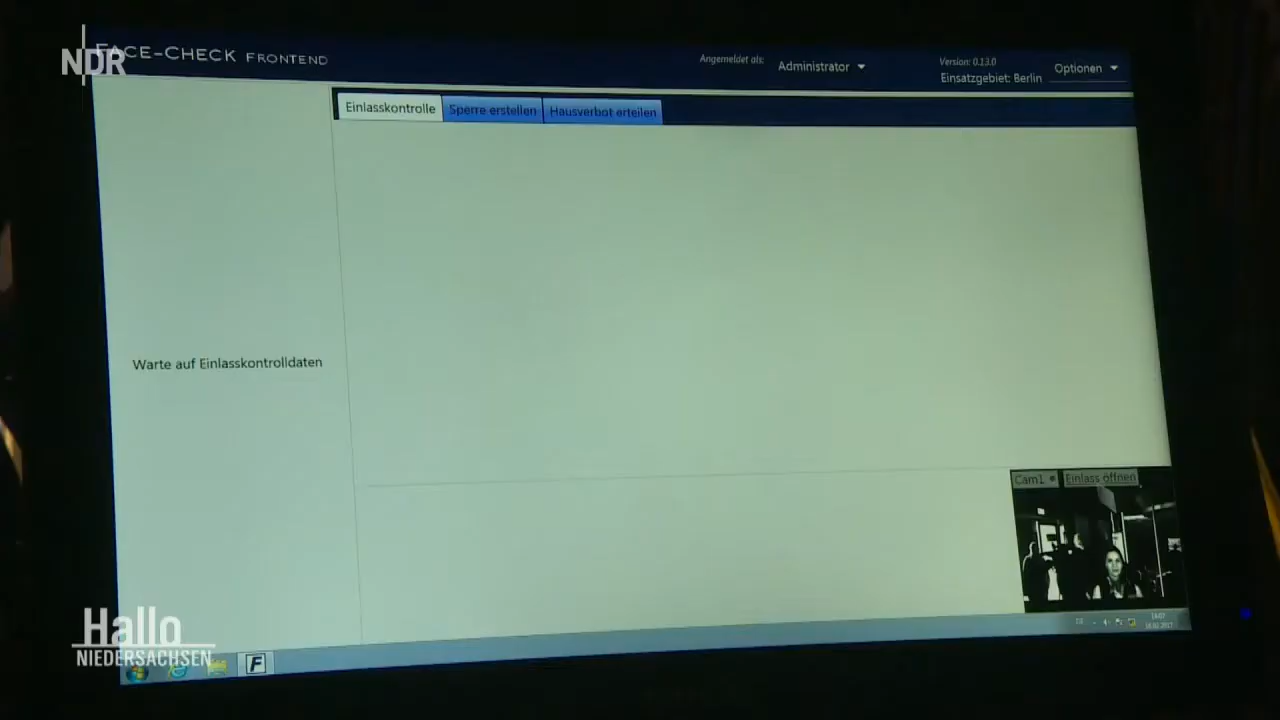 NDR
FACE-CHECK FRONTEND
Angemeldet als:
Administrator
Version: 0.13.0
Einsatzgebiet: Berlin
Optionen
Einlasskontrolle
Sperre erstellen
Hausverbot erteilen
Warte auf Einlasskontrolldaten
Cam1
Einlass öffnen
Hallo
NIEDERSACHSEN
F